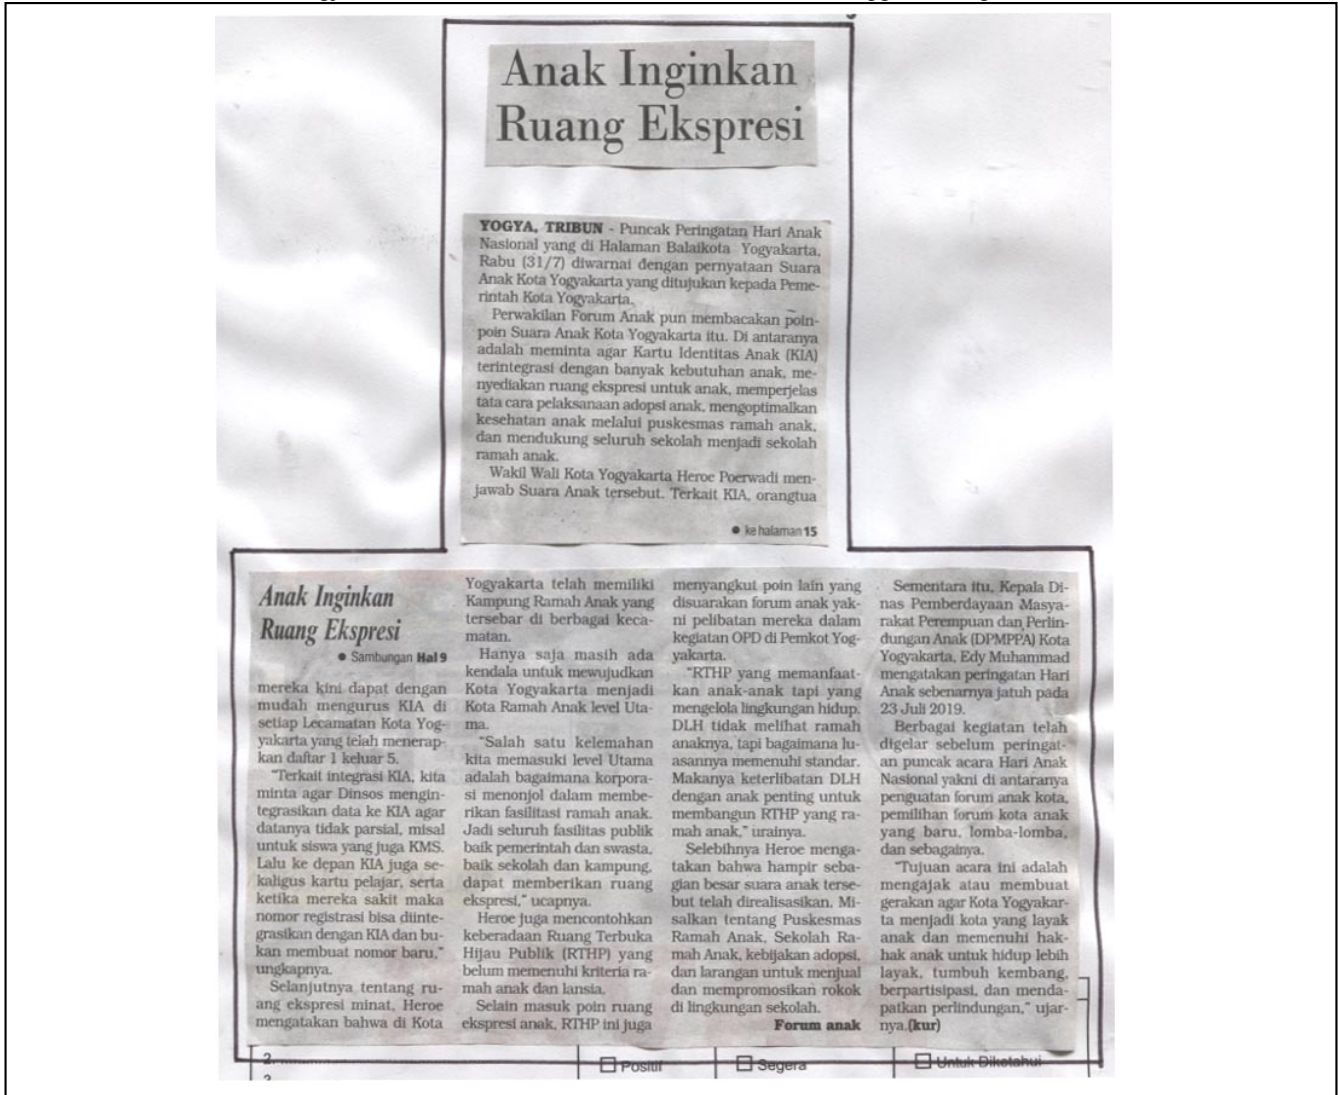 Anak Inginkan
Ruang Ekspresi
YOGYA, TRIBUN - Puncak Peringatan Hari Anak
Nasional yang di Halaman Balaikota Yogyakarta,
Rabu (31/7) diwarnai dengan pernyataan Suara
Anak Kota Yogyakarta yang ditujukan kepada Peme-
rintah Kota Yogyakarta.
Perwakilan Forum Anak pun membacakan poin-
poin Suara Anak Kota Yogyakarta itu. Di antaranya
adalah meminta agar Kartu Identitas Anak (KIA)
terintegrasi dengan banyak kebutuhan anak, me-
nyediakan ruang ekspresi untuk anak, memperjelas
tata cara pelaksanaan adopsi anak, mengoptimalkan
kesehatan anak melalui puskesmas ramah anak,
dan mendukung seluruh sekolah menjadi sekolah
ramah anak.
Wakil Wali Kota Yogyakarta Heroe Poerwadi men-
jawab Suara Anak tersebut. Terkait KIA, orangtua
● ke halaman 15
Anak Inginkan
Ruang Ekspresi
● Sambungan Hal 9
mereka kini dapat dengan
mudah mengurus KIA di
setiap Lecamatan Kota Yog-
yakarta yang telah menerap-
kan daftar 1 keluar 5.
"Terkait integrasi KIA, kita
minta agar Dinsos mengin-
tegrasikan data ke KIA agar
datanya tidak parsial, misal
untuk siswa yang juga KMS.
Lalu ke depan KIA juga se-
kaligus kartu pelajar, serta
ketika mereka sakit maka
nomor registrasi bisa diinte-
grasikan dengan KIA dan bu-
kan membuat nomor baru,"
ungkapnya.
Selanjutnya tentang ru-
ang ekspresi minat, Heroe
mengatakan bahwa di Kota
Yogyakarta telah memiliki
Kampung Ramah Anak yang
tersebar di berbagai keca-
matan.
Hanya saja masih ada
kendala untuk mewujudkan
Kota Yogyakarta menjadi
Kota Ramah Anak level Uta-
ma.
"Salah satu kelemahan
kita memasuki level Utama
adalah bagaimana korpora-
si menonjol dalam membe-
rikan fasilitasi ramah anak.
Jadi seluruh fasilitas publik
baik pemerintah dan swasta,
baik sekolah dan kampung,
dapat memberikan ruang
ekspresi," ucapnya.
Heroe juga mencontohkan
keberadaan Ruang Terbuka
Hijau Publik (RTHP) yang
belum memenuhi kriteria ra-
mah anak dan lansia.
Selain masuk poin ruang
ekspresi anak, RTHP ini juga
menyangkut poin lain yang
disuarakan forum anak yak-
ni pelibatan mereka dalam
kegiatan OPD di Pemkot Yog-
yakarta.
"RTHP yang memanfaat-
kan anak-anak tapi yang
mengelola lingkungan hidup.
DLH tidak melihat ramah
anaknya, tapi bagaimana lu-
asannya memenuhi standar.
Makanya keterlibatan DLH
dengan anak penting untuk
membangun RTHP yang ra-
mah anak," urainya.
Selebihnya Heroe menga-
takan bahwa hampir seba-
gian besar suara anak terse-
but telah direalisasikan. Mi-
salkan tentang Puskesmas
Ramah Anak, Sekolah Ra-
mah Anak, kebijakan adopsi,
dan larangan untuk menjual
dan mempromosikan rokok
di lingkungan sekolah.
Forum anak
Sementara itu, Kepala Di-
nas Pemberdayaan Masya-
rakat Perempuan dan Perlin-
dungan Anak (DPMPPA) Kota
Yogyakarta, Edy Muhammad
mengatakan peringatan Hari
Anak sebenarnya jatuh pada
23 Juli 2019.
Berbagai kegiatan telah
digelar sebelum peringat-
an puncak acara Hari Anak
Nasional yakni di antaranya
penguatan forum anak kota,
pemilihan forum kota anak
yang baru, lomba-lomba,
dan sebagainya.
"Tujuan acara ini adalah
mengajak atau membuat
gerakan agar Kota Yogyakar-
ta menjadi kota yang layak
anak dan memenuhi hak-
hak anak untuk hidup lebih
layak, tumbuh kembang,
berpartisipasi, dan menda-
patkan perlindungan," ujar-
nya.(kur)
2. Positif Segera Untuk Diketahui